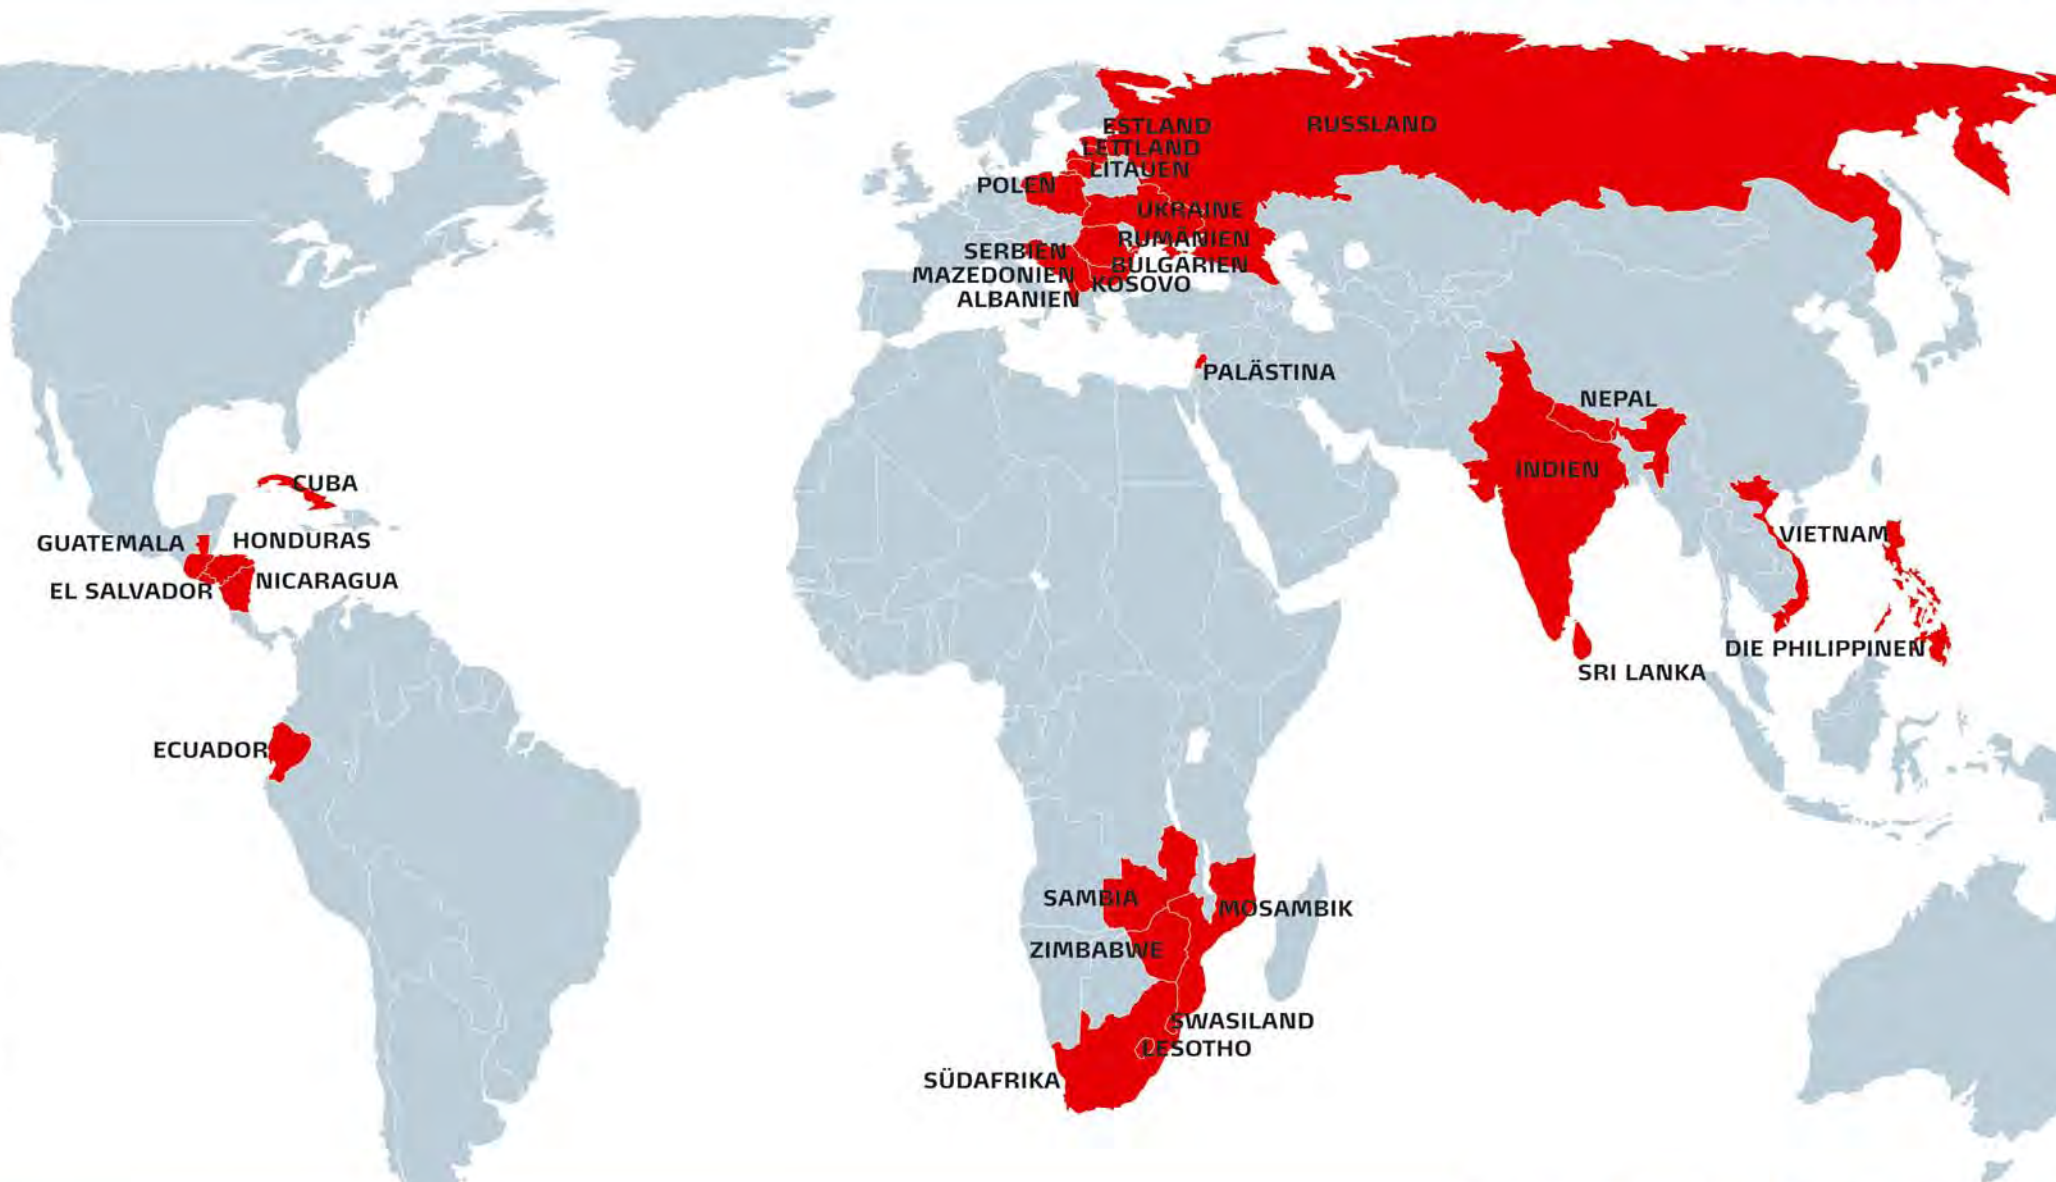 ESTLAND
RUSSLAND
LETTLAND
LITAUEN
POLEN
UKRAINE
RUMÄNIEN
SERBIEN
BULGARIEN
MAZEDONIEN
KOSOVO
ALBANIEN
PALÄSTINA
NEPAL
INDIEN
CUBA
VIETNAM
GUATEMALA
HONDURAS
NICARAGUA
EL SALVADOR
DIE PHILIPPINEN
SRI LANKA
ECUADOR
SAMBIA
MOSAMBIK
ZIMBABWE
SWASILAND
LESOTHO
SÜDAFRIKA